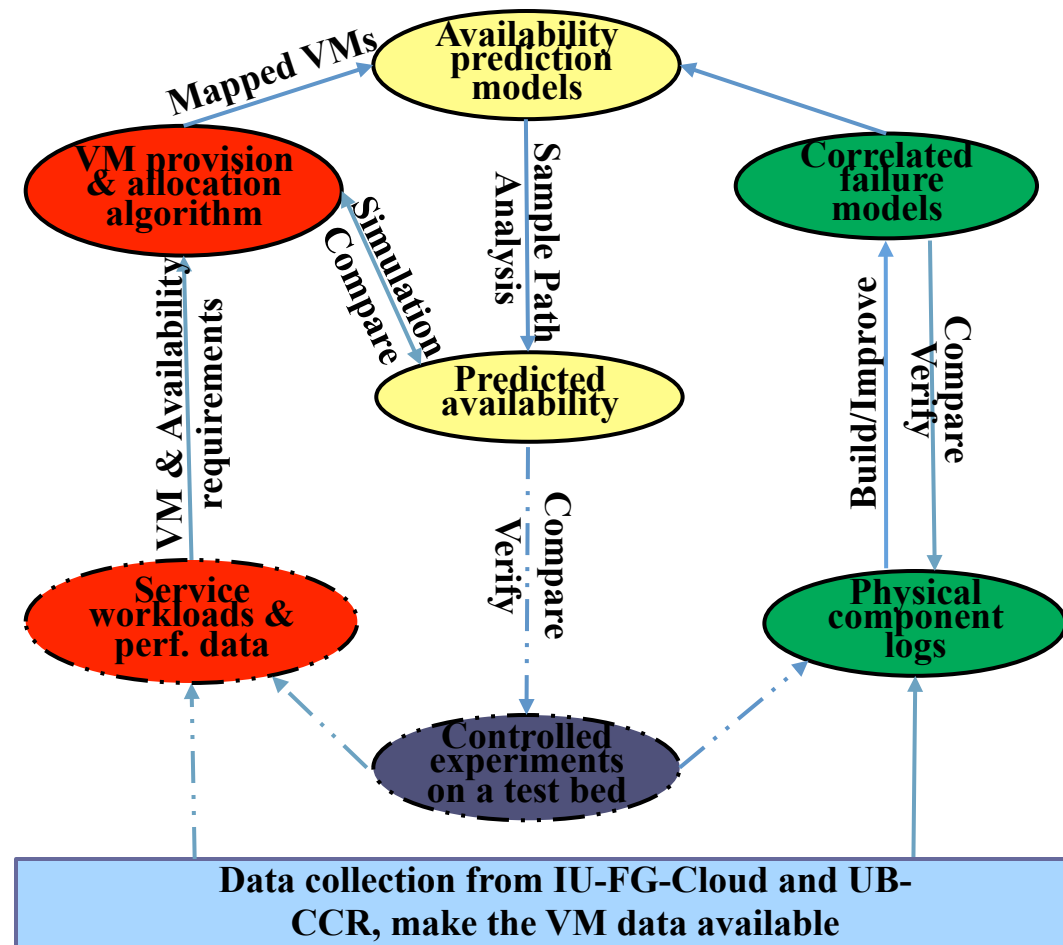 Mapped VMs
Availability
prediction
models
VM provision
& allocation
algorithm
Correlated
failure
models
Simulation
Compare
Sample Path
Analysis
VM & Availability
requirements
Predicted
availability
Build/Improve
Compare
Verify
Compare
Verify
Service
workloads &
perf. data
Physical
component
logs
Controlled
experiments
on a test bed
Data collection from IU-FG-Cloud and UB-
CCR, make the VM data available